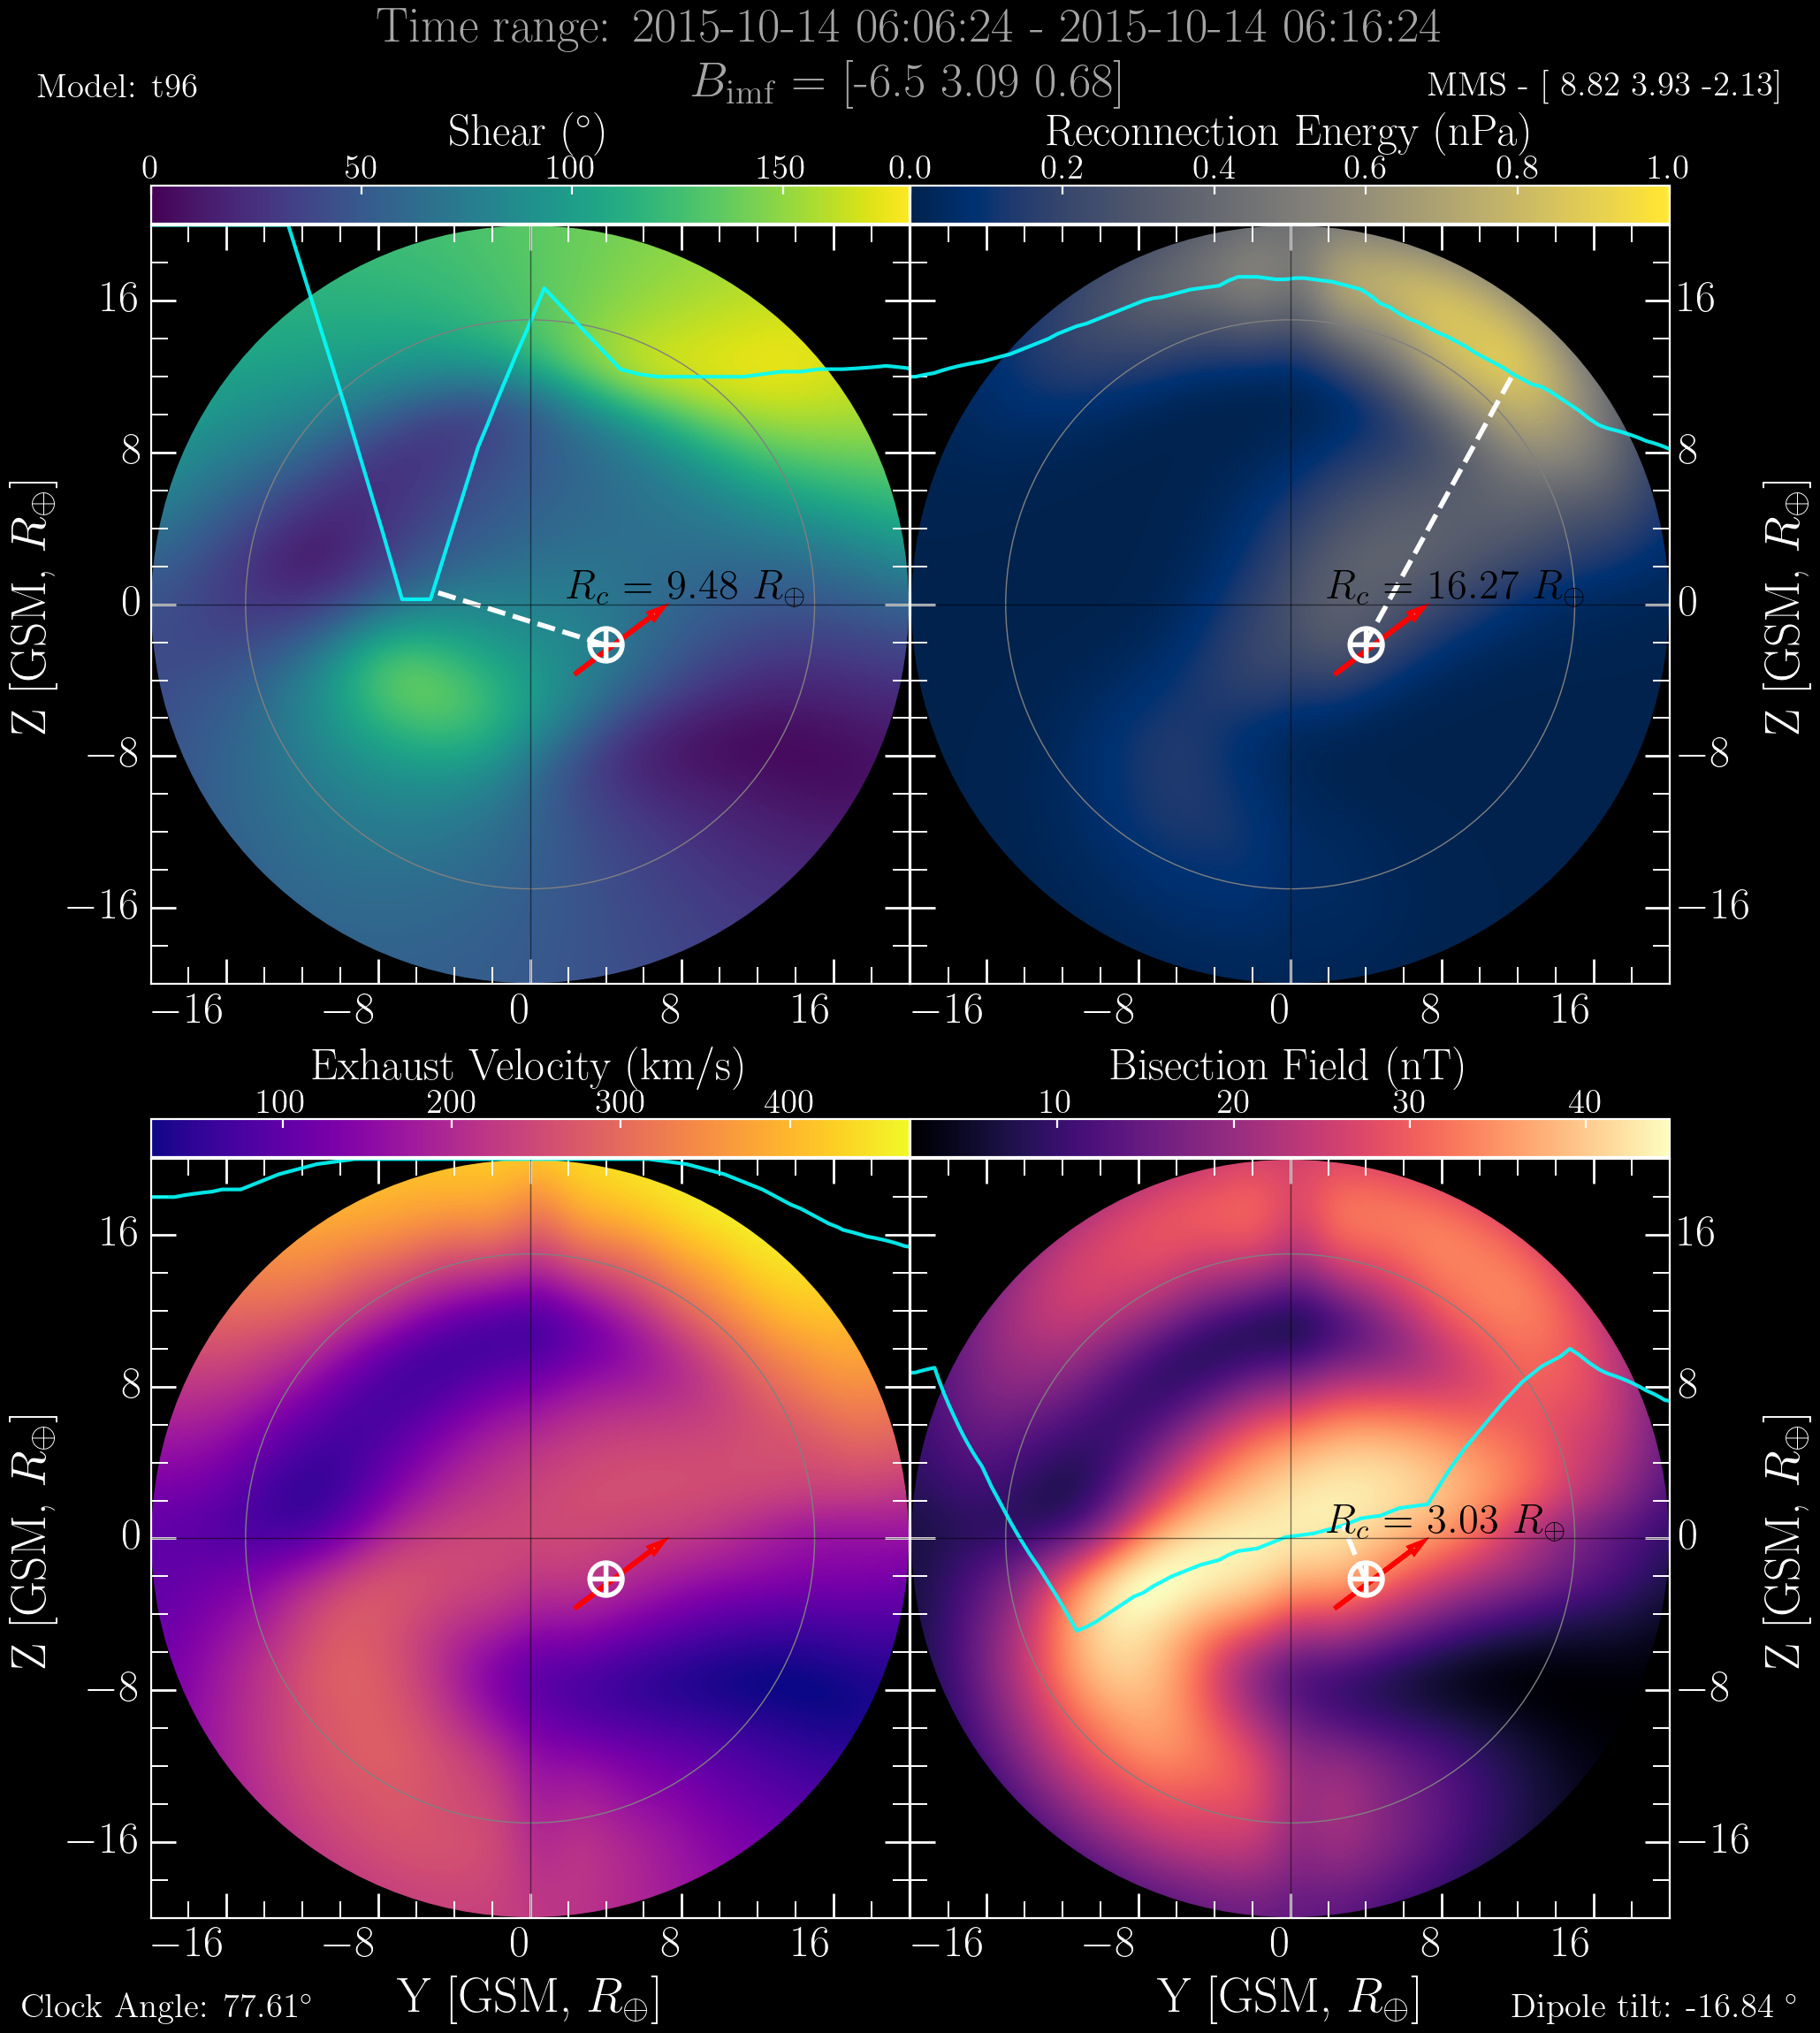 Time range: 2015-10-14 06:06:24 - 2015-10-14 06:16:24
Model: t96
B_imf = [-6.5 3.09 0.68]
MMS - [ 8.82 3.93 -2.13]
Shear (°)
Reconnection Energy (nPa)
0 50 100 150
0.0 0.2 0.4 0.6 0.8 1.0
16
8
0
−8
−16
Z [GSM, R⊕]
R_c = 9.48 R⊕
R_c = 16.27 R⊕
16
8
0
−8
−16
Z [GSM, R⊕]
−16 −8 0 8 16
−16 −8 0 8 16
Exhaust Velocity (km/s)
Bisection Field (nT)
100 200 300 400
10 20 30 40
16
8
0
−8
−16
Z [GSM, R⊕]
R_c = 3.03 R⊕
16
8
0
−8
−16
Z [GSM, R⊕]
−16 −8 0 8 16
−16 −8 0 8 16
Y [GSM, R⊕]
Y [GSM, R⊕]
Clock Angle: 77.61°
Dipole tilt: -16.84 °